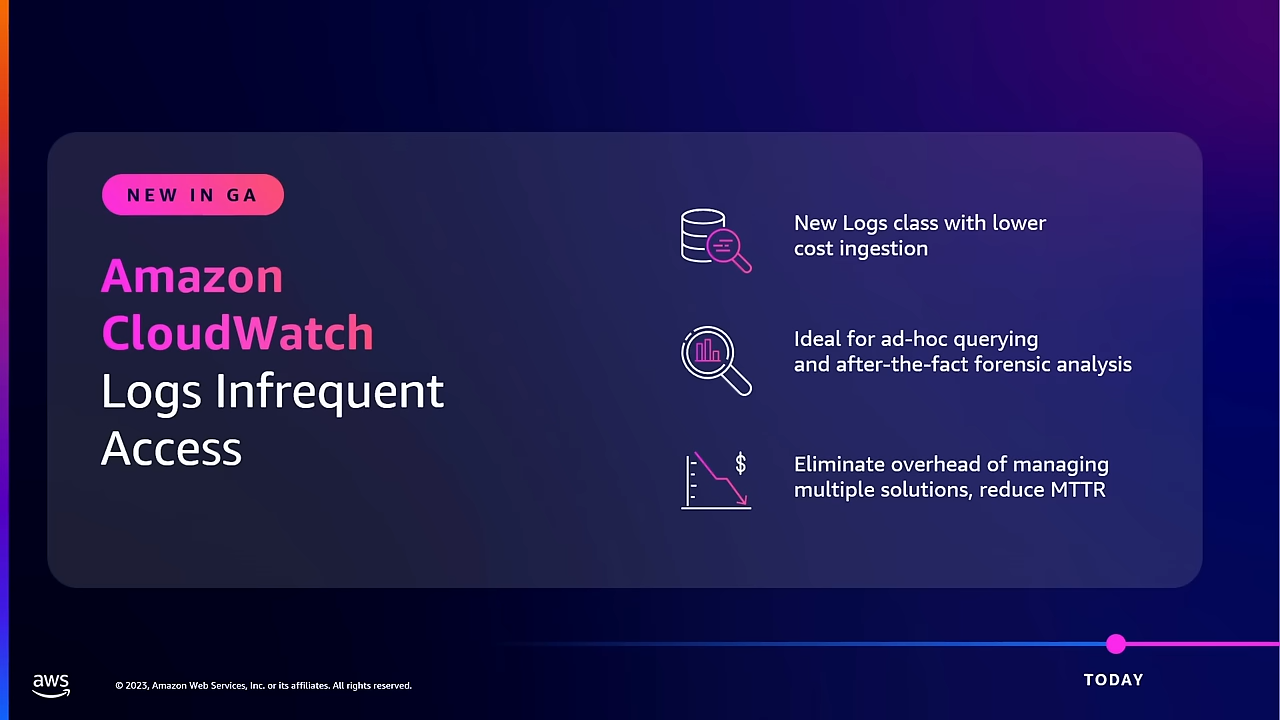 NEW IN GA
Amazon
CloudWatch
Logs Infrequent
Access
New Logs class with lower
cost ingestion
Ideal for ad-hoc querying
and after-the-fact forensic analysis
$
Eliminate overhead of managing
multiple solutions, reduce MTTR
TODAY
aws
© 2023, Amazon Web Services, Inc. or its affiliates. All rights reserved.